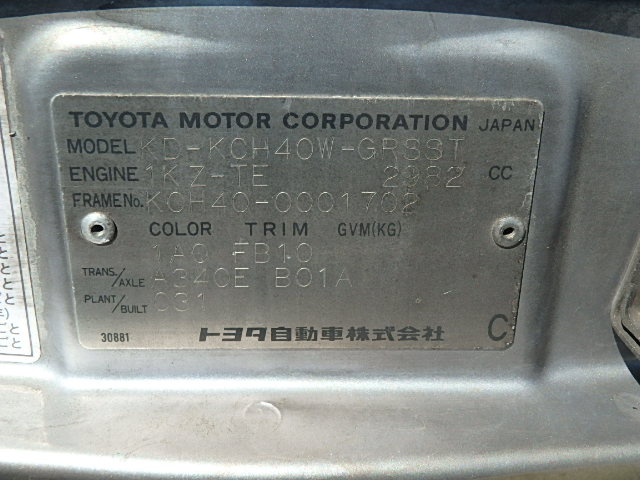 TOYOTA MOTOR CORPORATION JAPAN
MODEL KD-KCH40W-GRSST
ENGINE 1KZ-TE 2982 CC
FRAME No. KCH40-0001702
COLOR TRIM GVM(KG)
1A0 FB10
TRANS./AXLE A340E B01A
PLANT/BUILT C31
30881 トヨタ自動車株式会社 C